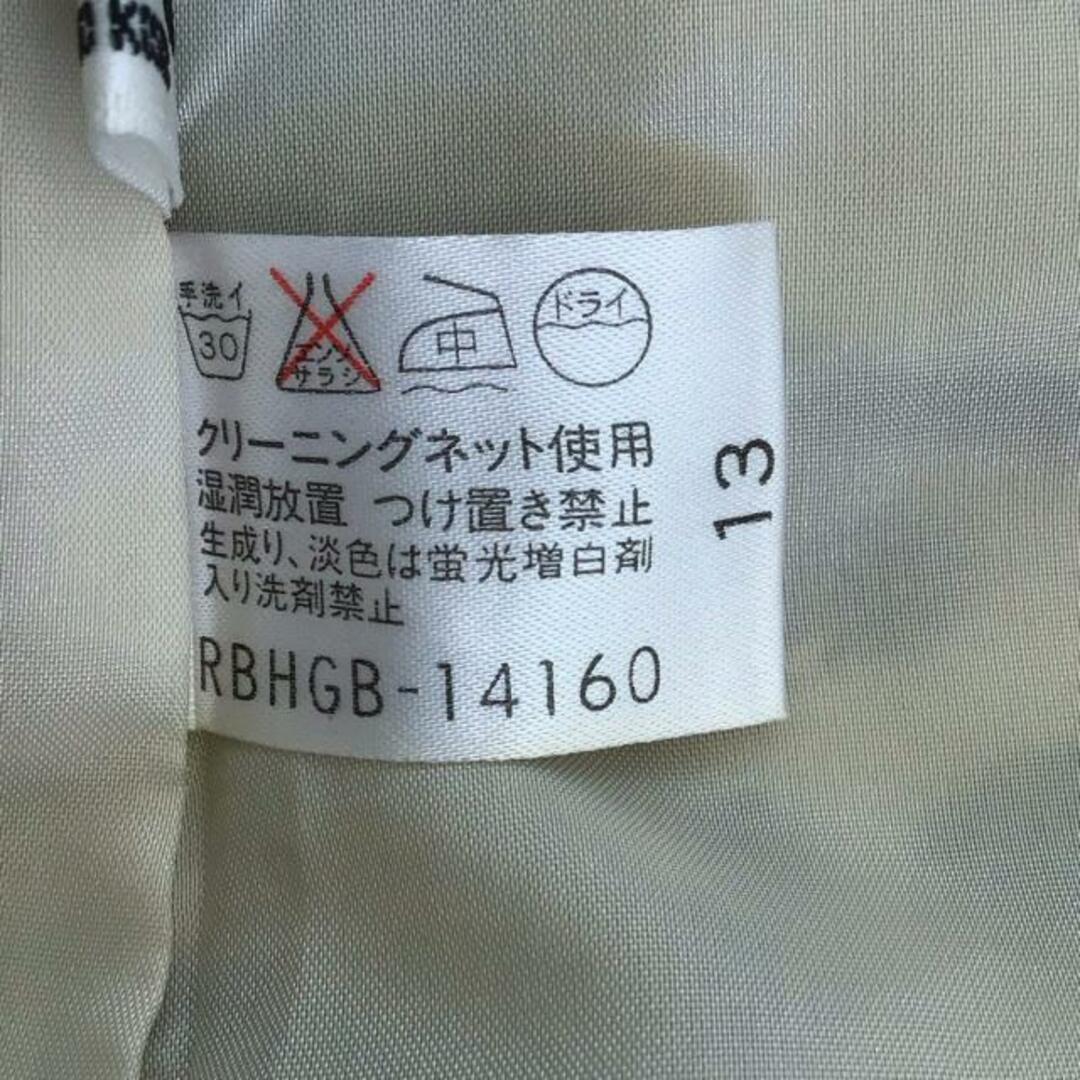 手洗イ
30
エンソ
サラシ
中
ドライ
クリーニングネット使用
湿潤放置 つけ置き禁止
生成り、淡色は蛍光増白剤
入り洗剤禁止
RBHGB-14160
13